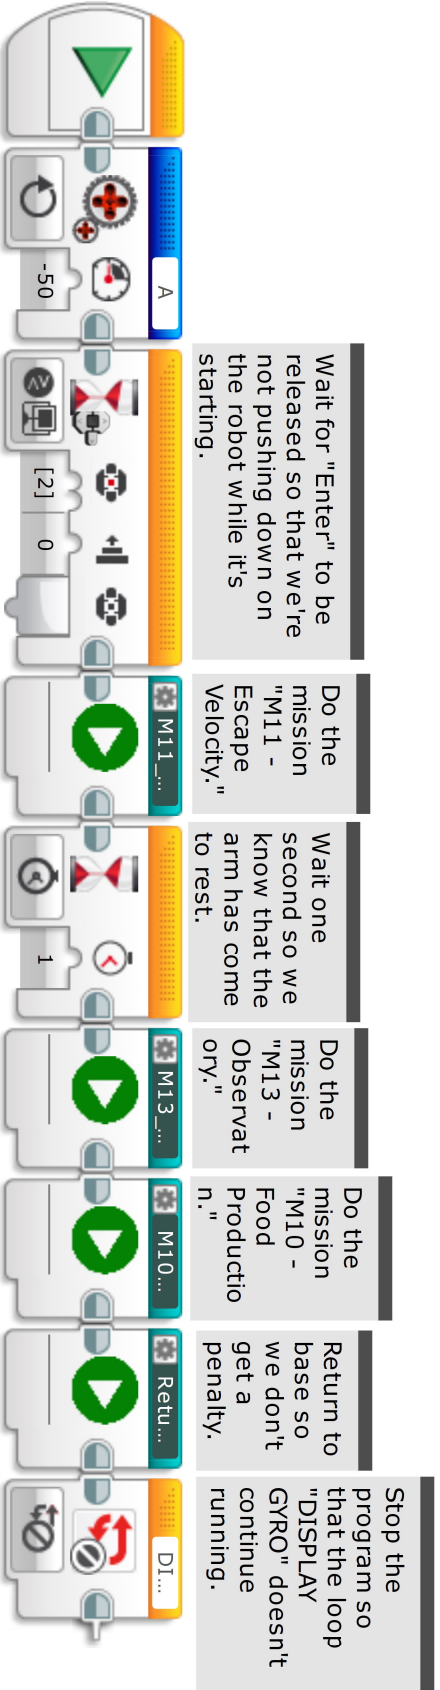 A
-50
Wait for "Enter" to be
released so that we're
not pushing down on
the robot while it's
starting.
[2]
0
Do the
mission
"M11 -
Escape
Velocity."
M11_...
Wait one
second so we
know that the
arm has come
to rest.
1
Do the
mission
"M13 -
Observat
ory."
M13_...
Do the
mission
"M10 -
Food
Productio
n."
M10...
Return to
base so
we don't
get a
penalty.
Retu...
Stop the
program so
that the loop
"DISPLAY
GYRO" doesn't
continue
running.
DI...